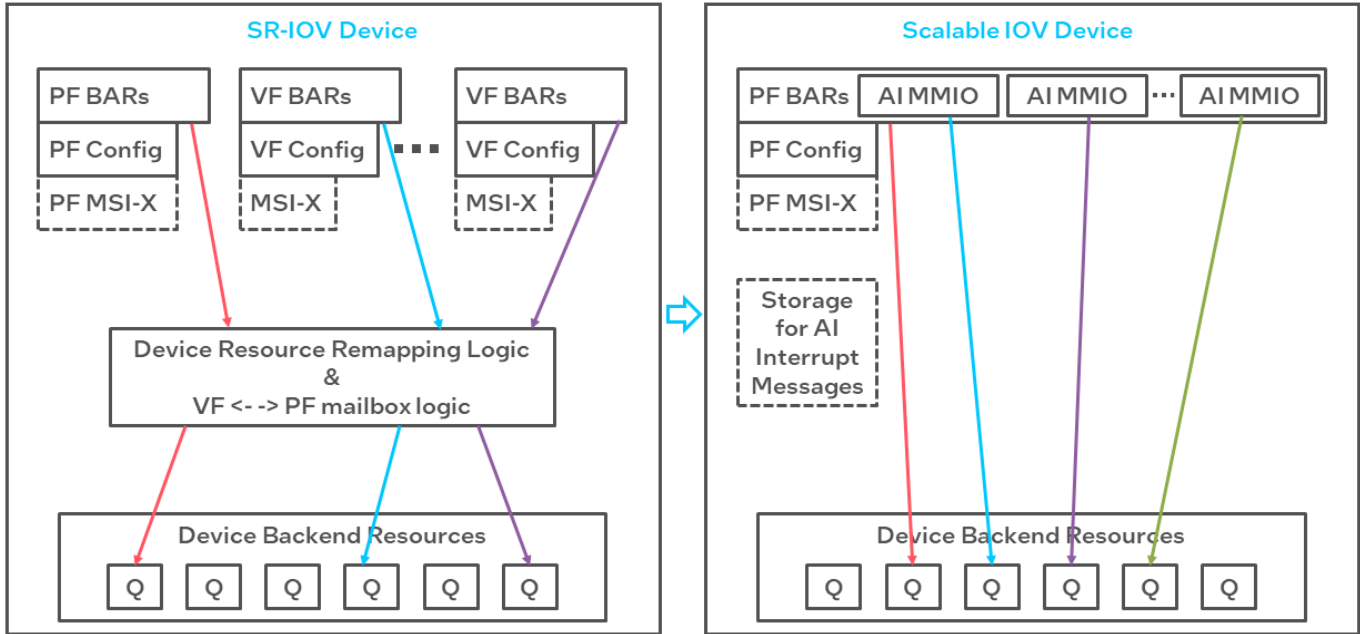 SR-IOV Device
PF BARs
VF BARs
VF BARs
PF Config
VF Config
VF Config
PF MSI-X
MSI-X
MSI-X
Device Resource Remapping Logic
&
VF <- -> PF mailbox logic
Device Backend Resources
Q
Q
Q
Q
Q
Q
Scalable IOV Device
PF BARs
AI MMIO
AI MMIO
AI MMIO
PF Config
PF MSI-X
Storage
for AI
Interrupt
Messages
Device Backend Resources
Q
Q
Q
Q
Q
Q